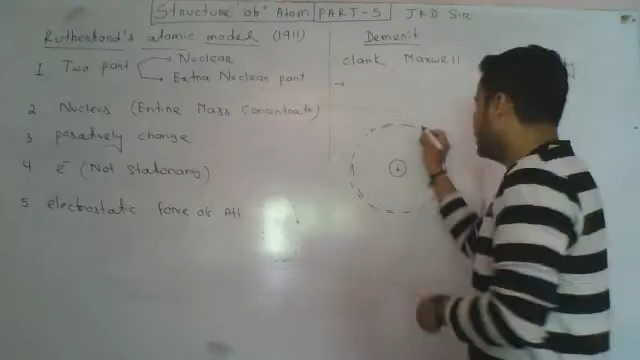 Structure of Atom PART-5 JRD Sir
Rutherford's atomic model (1911)
1 Two part
Nuclear
Extra Nuclear part
2 Nucleus (Entire Mass Concentrate)
3 positively charge
4 e⁻ (Not stationary)
5 electrostatic force of Att
Demerit
clark Maxwell
+